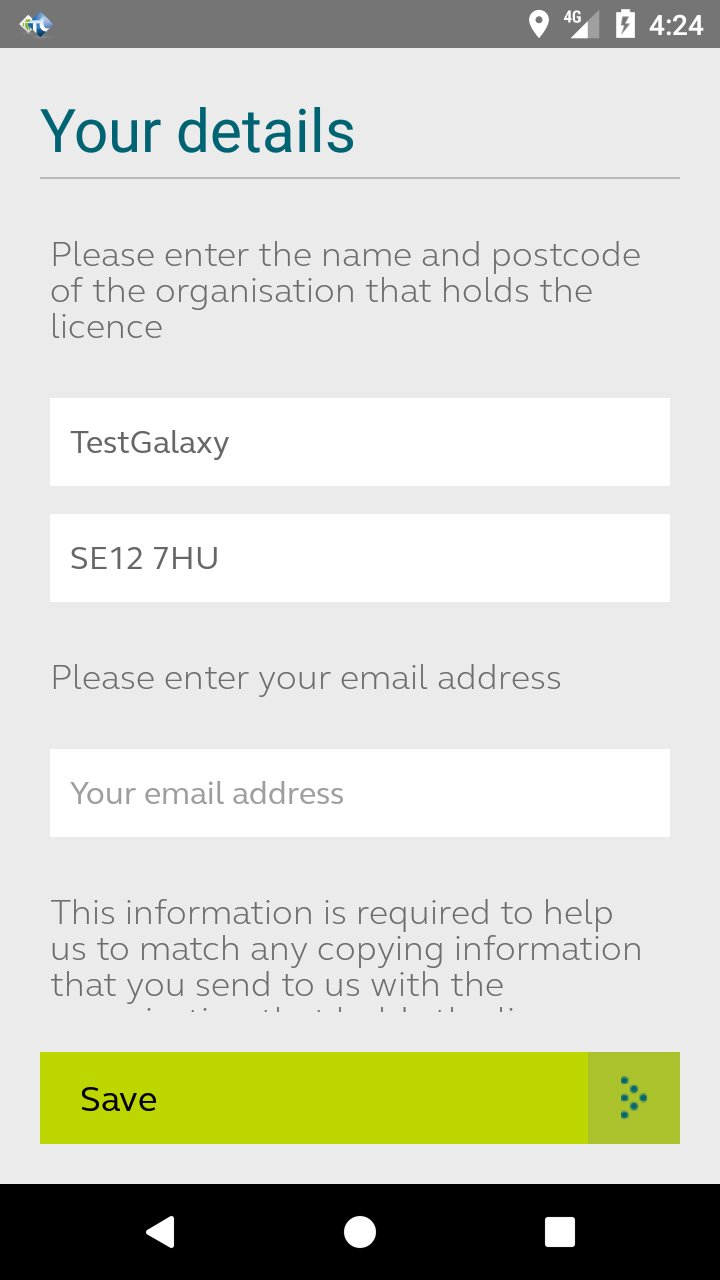 4G 4:24
Your details
Please enter the name and postcode
of the organisation that holds the
licence
TestGalaxy
SE12 7HU
Please enter your email address
Your email address
This information is required to help
us to match any copying information
that you send to us with the
Save